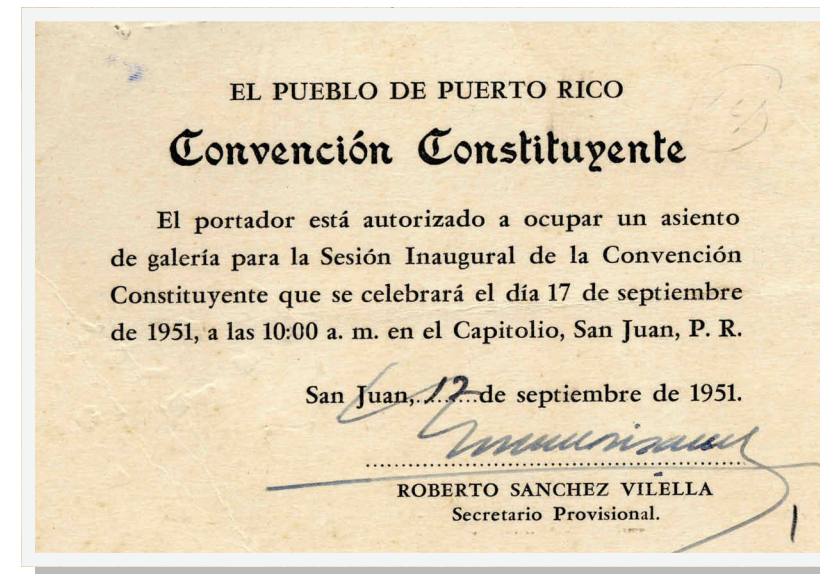 EL PUEBLO DE PUERTO RICO
Convención Constituyente
El portador está autorizado a ocupar un asiento
de galería para la Sesión Inaugural de la Convención
Constituyente que se celebrará el día 17 de septiembre
de 1951, a las 10:00 a. m. en el Capitolio, San Juan, P. R.
San Juan, 17 de septiembre de 1951.
ROBERTO SANCHEZ VILELLA
Secretario Provisional.